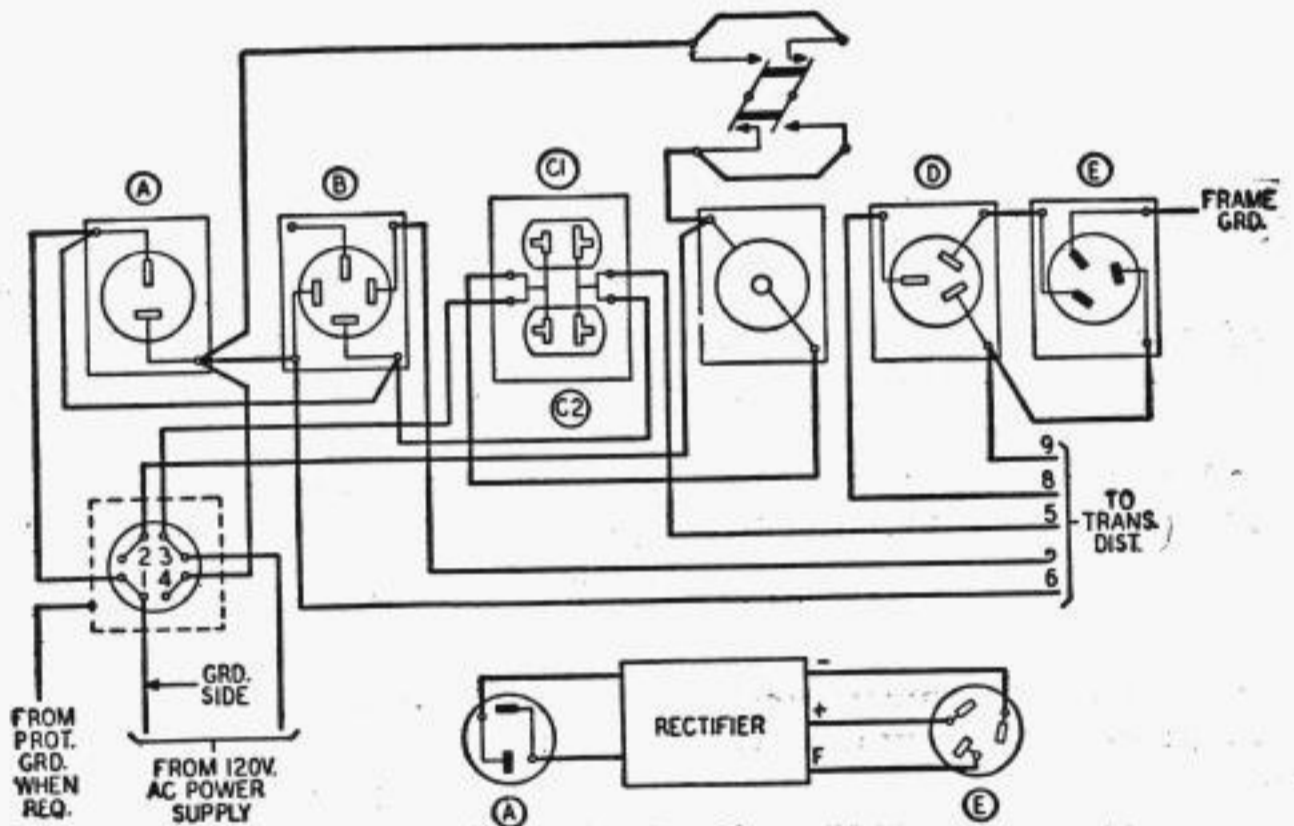 C1
A
B
D
E
FRAME
GRD.
C2
9
8
5
6
TO
TRANS.
DIST.
2 3
1 4
GRD.
SIDE
FROM
PROT.
GRD.
WHEN
REQ.
FROM 120V.
AC POWER
SUPPLY
RECTIFIER
-
+
F
A
E